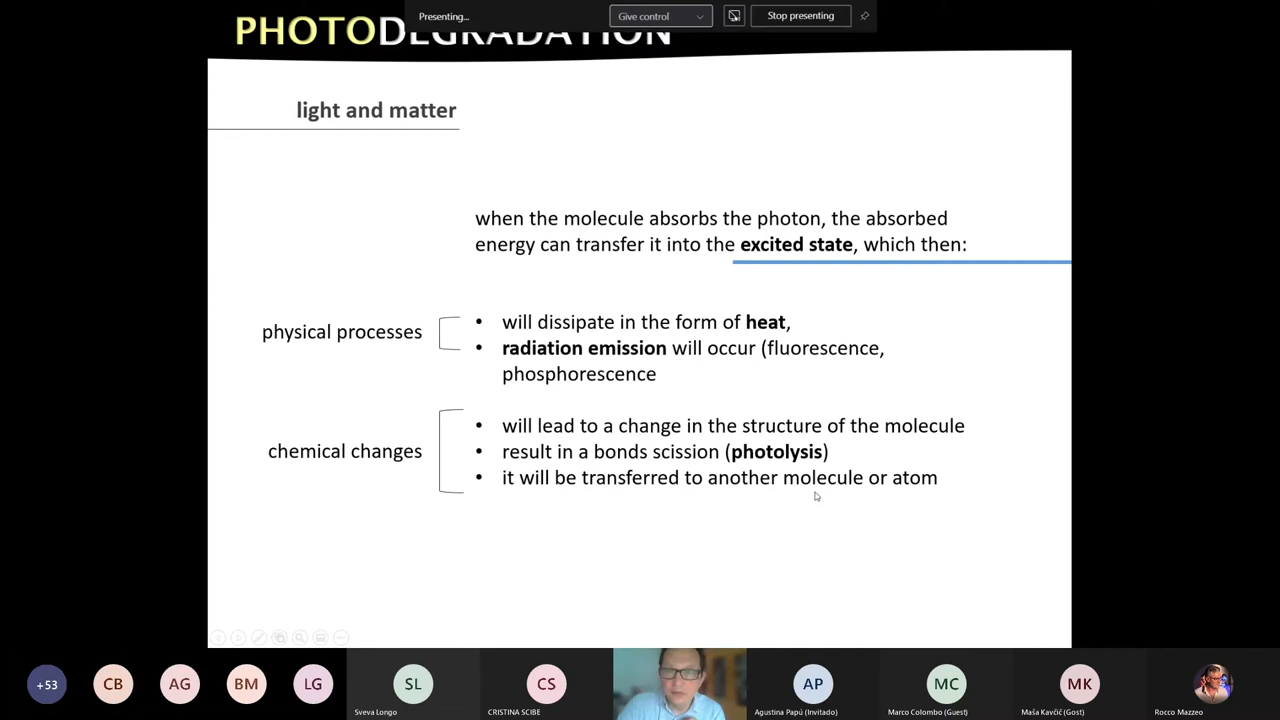 Presenting...
Give control
Stop presenting
PHOTODEGRADATION
light and matter
when the molecule absorbs the photon, the absorbed
energy can transfer it into the excited state, which then:
physical processes
• will dissipate in the form of heat,
• radiation emission will occur (fluorescence,
phosphorescence
chemical changes
• will lead to a change in the structure of the molecule
• result in a bonds scission (photolysis)
• it will be transferred to another molecule or atom
+53
CB
AG
BM
LG
SL
Sveva Longo
CS
CRISTINA SCIBE
AP
Agustina Papú (Invitado)
MC
Marco Colombo (Guest)
MK
Maša Kavčič (Gost)
Rocco Mazzeo